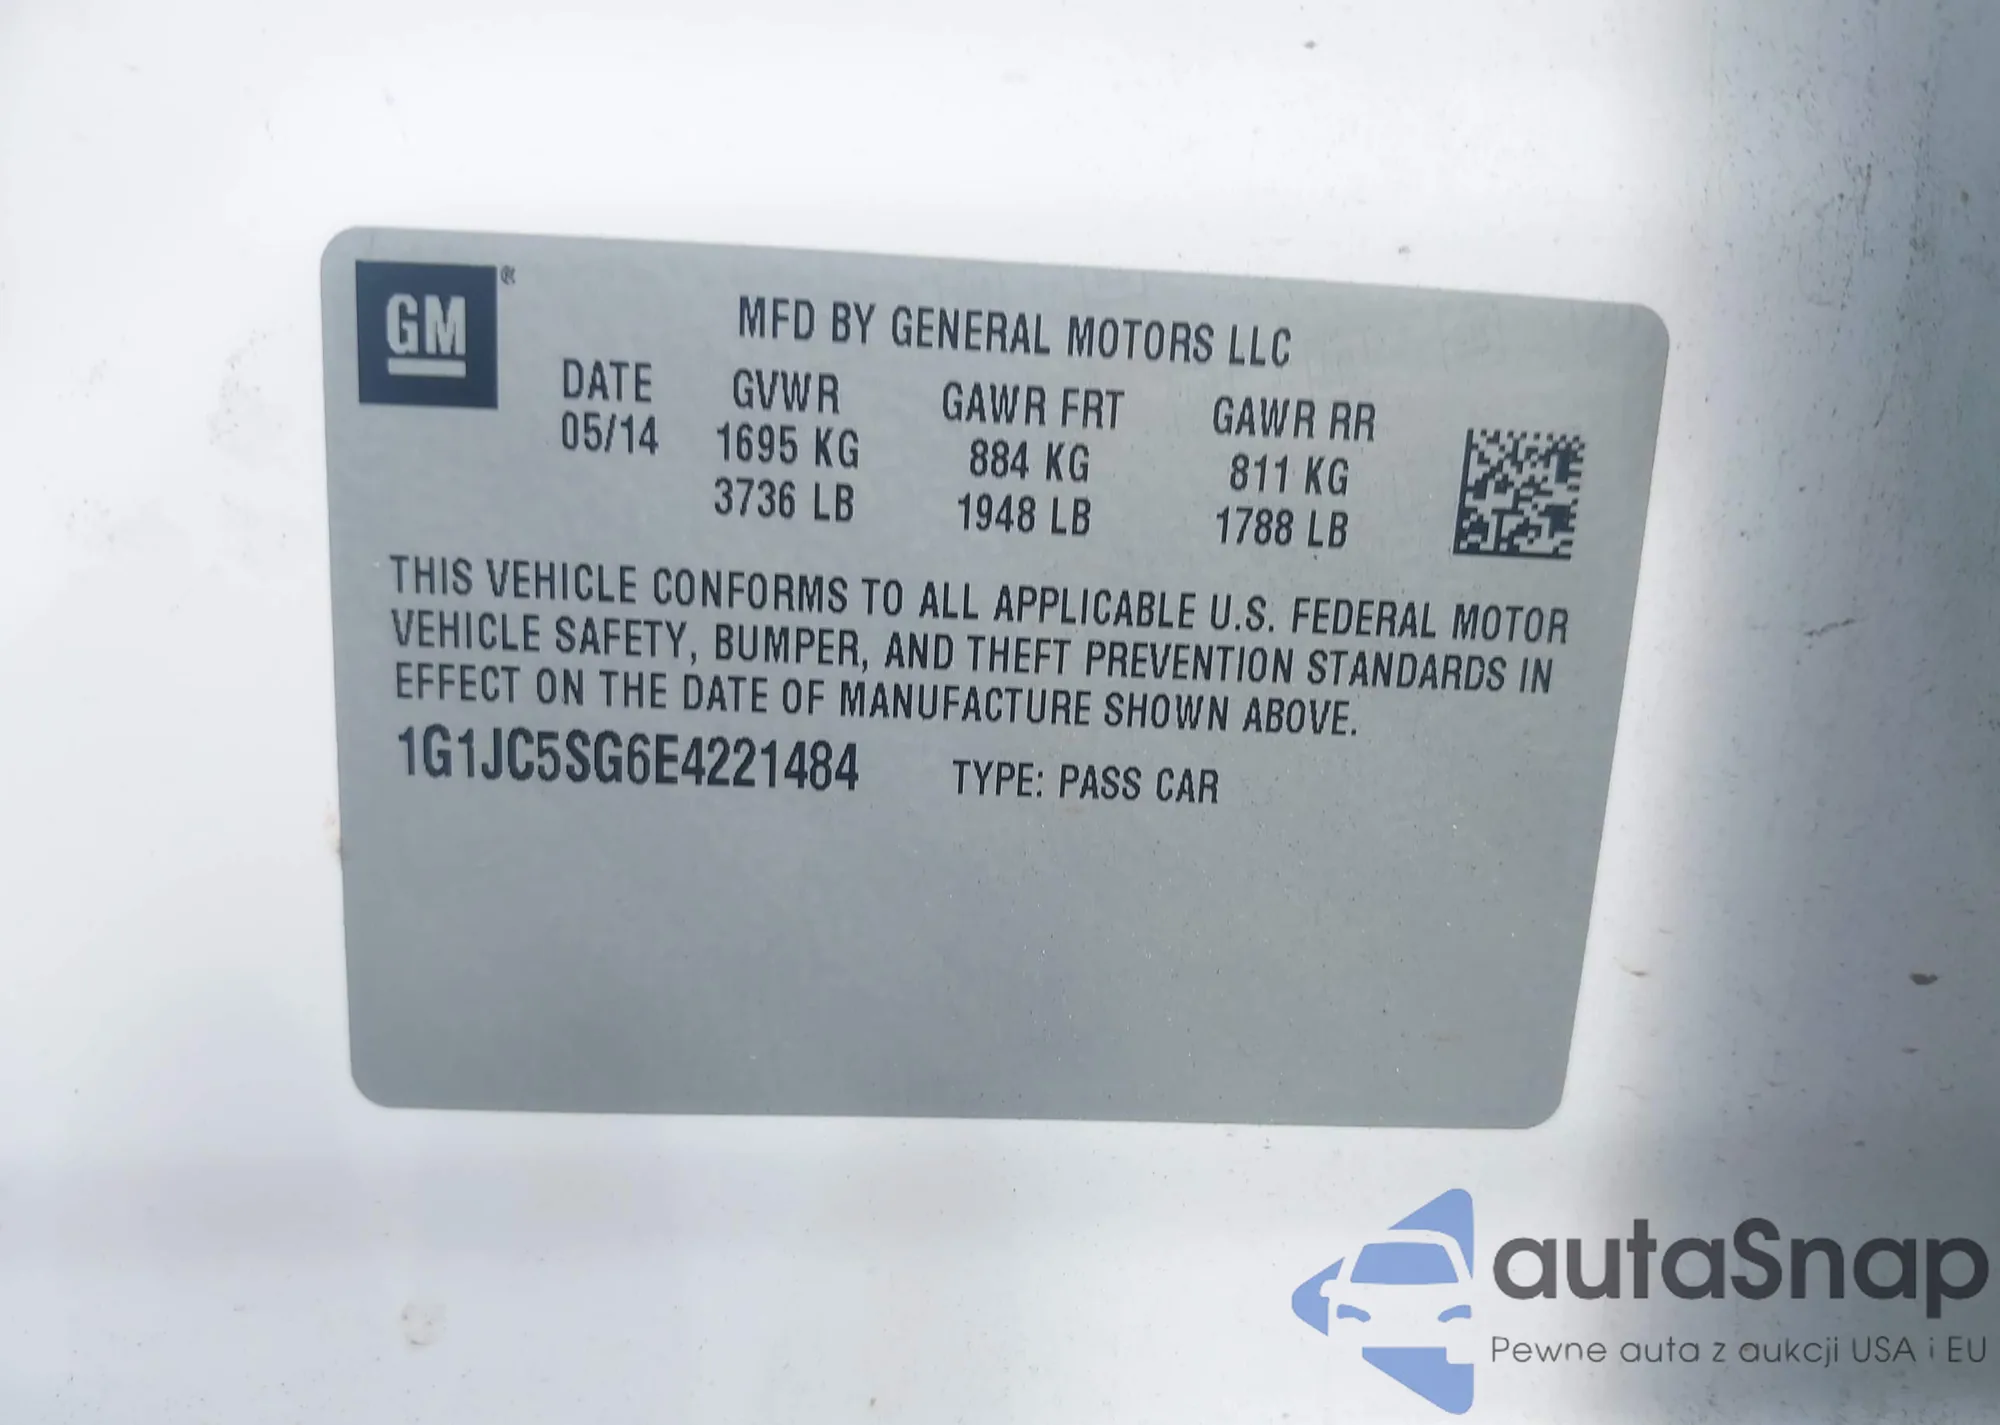 GM®
MFD BY GENERAL MOTORS LLC
DATE GVWR GAWR FRT GAWR RR
05/14 1695 KG 884 KG 811 KG
3736 LB 1948 LB 1788 LB
THIS VEHICLE CONFORMS TO ALL APPLICABLE U.S. FEDERAL MOTOR
VEHICLE SAFETY, BUMPER, AND THEFT PREVENTION STANDARDS IN
EFFECT ON THE DATE OF MANUFACTURE SHOWN ABOVE.
1G1JC5SG6E4221484 TYPE: PASS CAR
autaSnap
Pewne auta z aukcji USA i EU